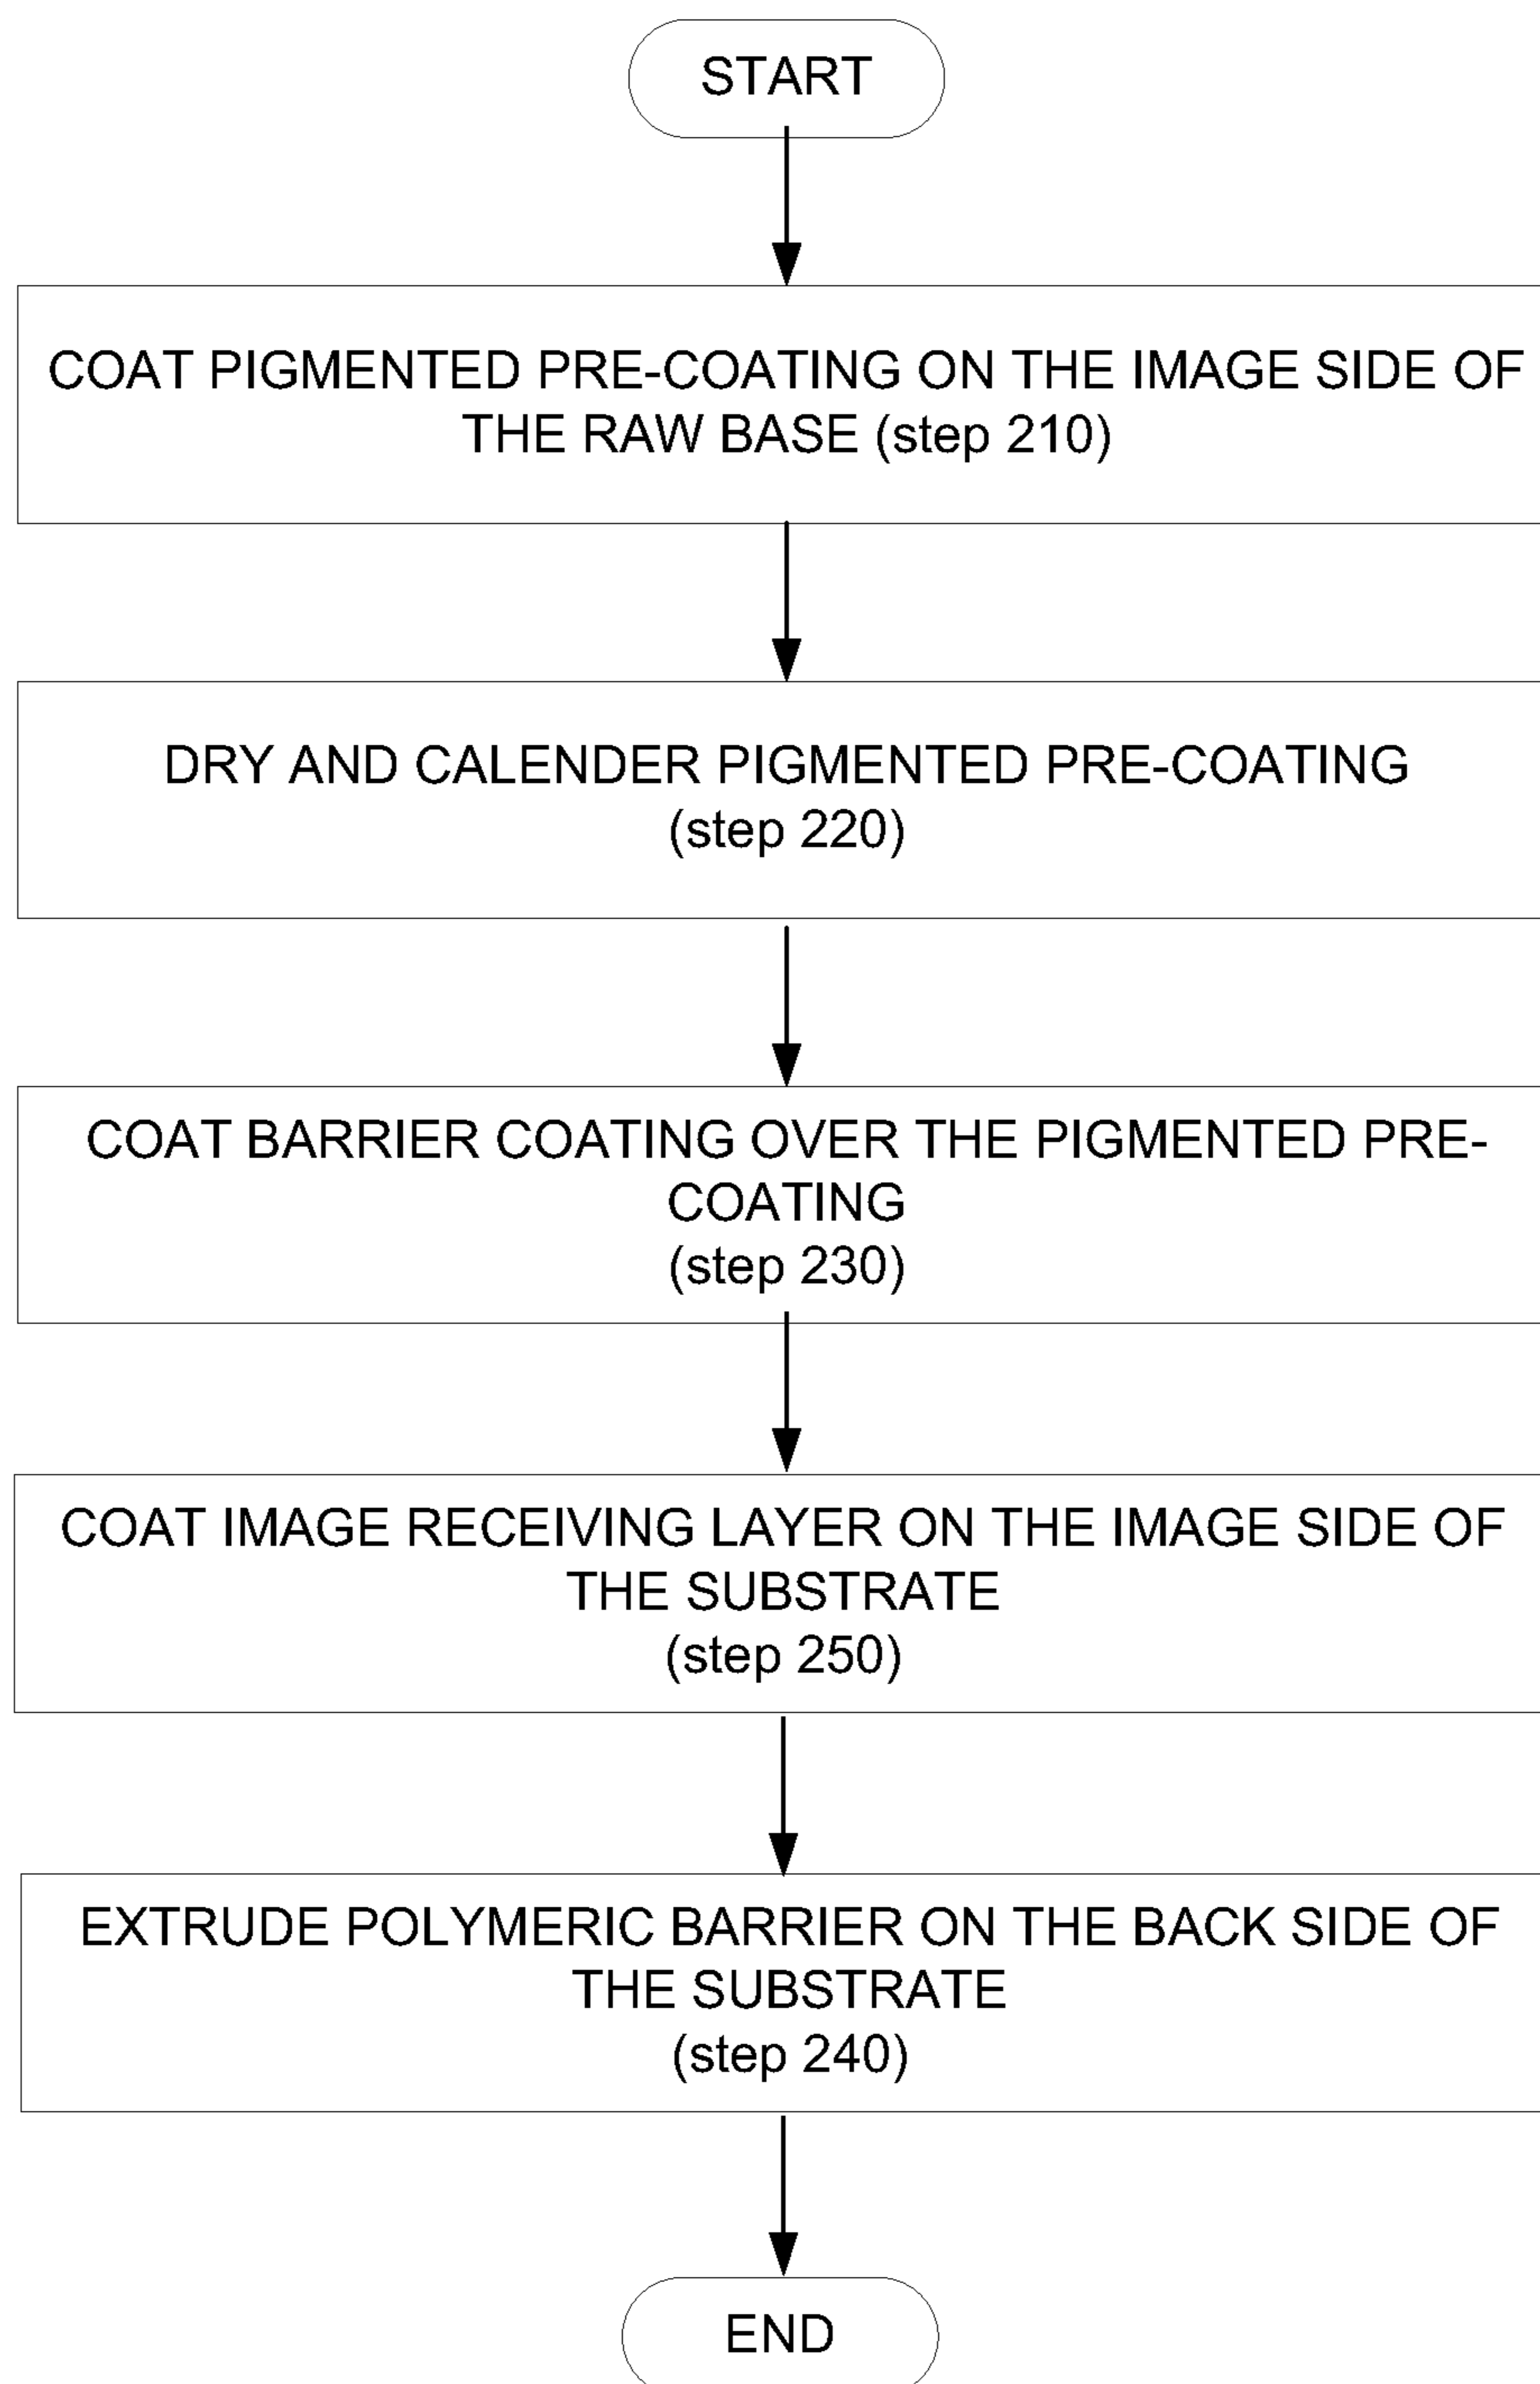 START
COAT PIGMENTED PRE-COATING ON THE IMAGE SIDE OF
THE RAW BASE (step 210)
DRY AND CALENDER PIGMENTED PRE-COATING
(step 220)
COAT BARRIER COATING OVER THE PIGMENTED PRE-
COATING
(step 230)
COAT IMAGE RECEIVING LAYER ON THE IMAGE SIDE OF
THE SUBSTRATE
(step 250)
EXTRUDE POLYMERIC BARRIER ON THE BACK SIDE OF
THE SUBSTRATE
(step 240)
END